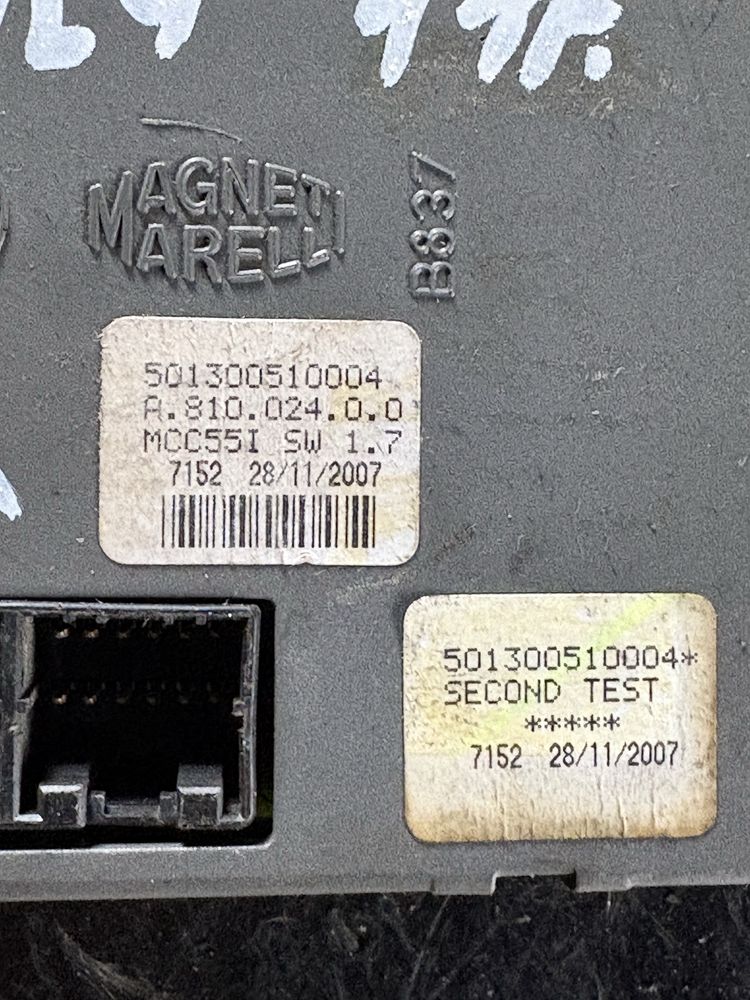 MAGNETI
MARELLI
B837
501300510004
A.810.024.0.0
MCC55I SW 1.7
7152 28/11/2007
501300510004*
SECOND TEST
*****
7152 28/11/2007